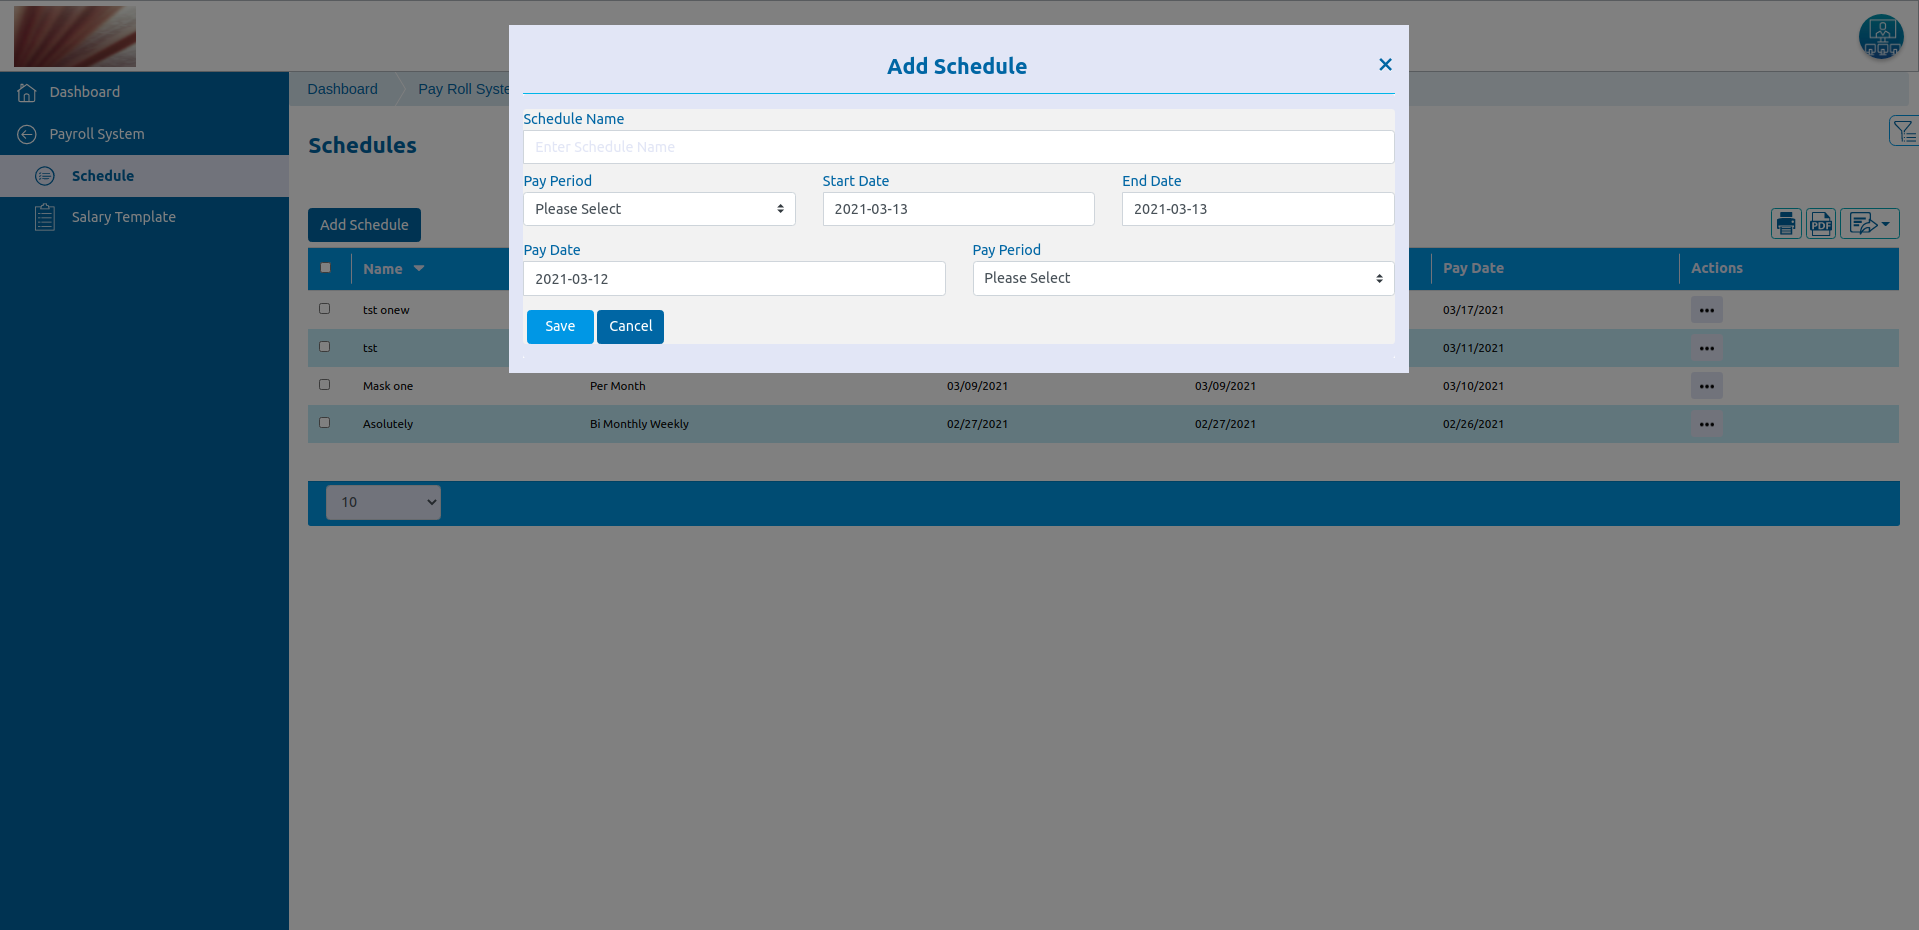 Add Schedule
×
Schedule Name
Enter Schedule Name
Pay Period
Start Date
End Date
Please Select
2021-03-13
2021-03-13
Pay Date
Pay Period
2021-03-12
Please Select
Save
Cancel
Dashboard
Payroll System
Schedule
Salary Template
Dashboard
Pay Roll Syste
Schedules
Add Schedule
PDF
Name
Pay Date
Actions
tst onew
03/17/2021
•••
tst
03/11/2021
•••
Mask one
Per Month
03/09/2021
03/09/2021
03/10/2021
•••
Asolutely
Bi Monthly Weekly
02/27/2021
02/27/2021
02/26/2021
•••
10